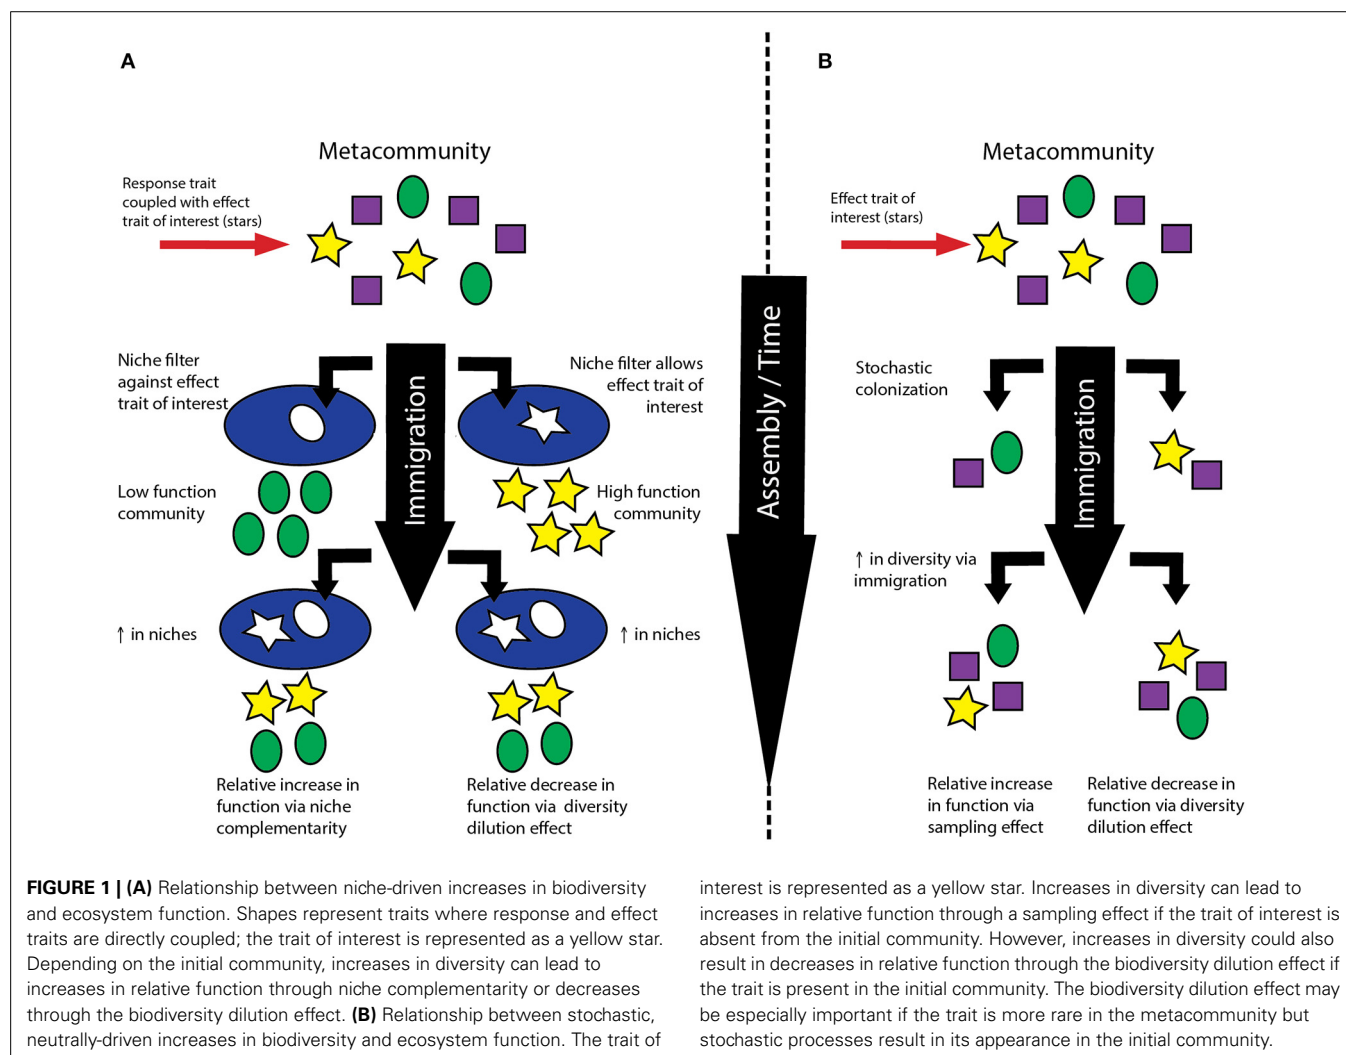 A
B
Metacommunity
Response trait
coupled with effect
trait of interest (stars)
Niche filter
against effect
trait of interest
Niche filter allows
effect trait of
interest
Immigration
Low function
community
High function
community
↑ in niches
↑ in niches
Relative increase in
function via niche
complementarity
Relative decrease in
function via diversity
dilution effect
Assembly / Time
Metacommunity
Effect trait of
interest (stars)
Stochastic
colonization
Immigration
↑ in diversity via
immigration
Relative increase
in function via
sampling effect
Relative decrease in
function via diversity
dilution effect
FIGURE 1 | (A) Relationship between niche-driven increases in biodiversity
and ecosystem function. Shapes represent traits where response and effect
traits are directly coupled; the trait of interest is represented as a yellow star.
Depending on the initial community, increases in diversity can lead to
increases in relative function through niche complementarity or decreases
through the biodiversity dilution effect. (B) Relationship between stochastic,
neutrally-driven increases in biodiversity and ecosystem function. The trait of
interest is represented as a yellow star. Increases in diversity can lead to
increases in relative function through a sampling effect if the trait of interest is
absent from the initial community. However, increases in diversity could also
result in decreases in relative function through the biodiversity dilution effect if
the trait is present in the initial community. The biodiversity dilution effect may
be especially important if the trait is more rare in the metacommunity but
stochastic processes result in its appearance in the initial community.